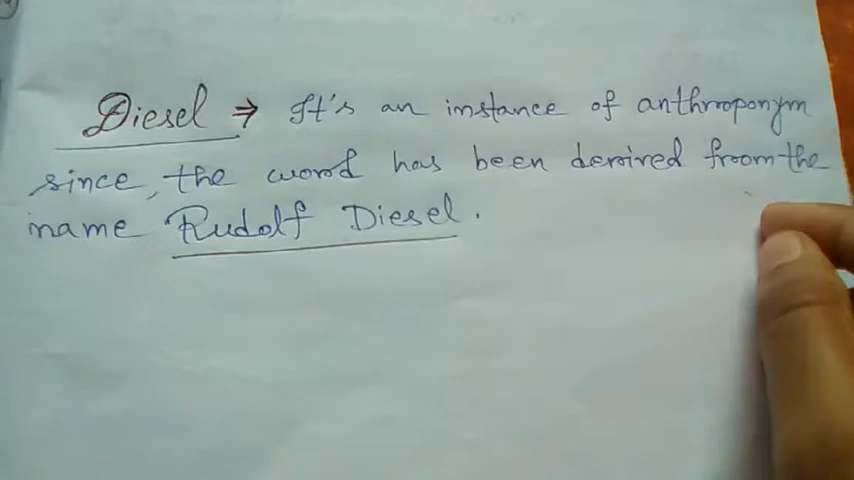 Diesel ⇒ It's an instance of anthroponym
since, the word has been derived from the
name Rudolf Diesel.